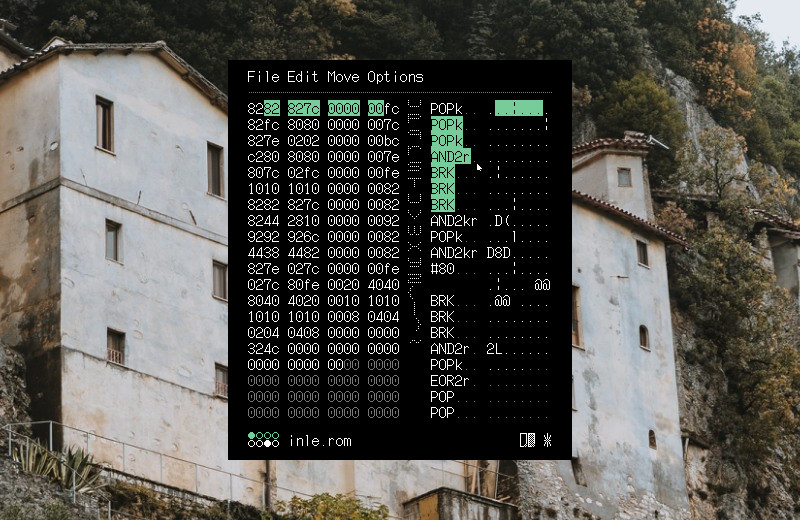 File Edit Move Options
8282 827c 0000 00fc POPk
82fc 8080 0000 007c POPk
827e 0202 0000 00bc POPk
c280 8080 0000 007e AND2r
807c 02fc 0000 00fe BRK
1010 1010 0000 0082 BRK
8282 827c 0000 0082 BRK
8244 2810 0000 0092 AND2kr .D(.....
9292 926c 0000 0082 POPk
4438 4482 0000 0082 AND2kr D8D.....
827e 027c 0000 00fe #80
027c 80fe 0020 4040 @@
8040 4020 0010 1010 BRK .@@.....
1010 1010 0008 0404 BRK
0204 0408 0000 0000 BRK
324c 0000 0000 0000 AND2r 2L......
0000 0000 0000 0000 POPk
0000 0000 0000 0000 EOR2r
0000 0000 0000 0000 POP
0000 0000 0000 0000 POP
inle.rom